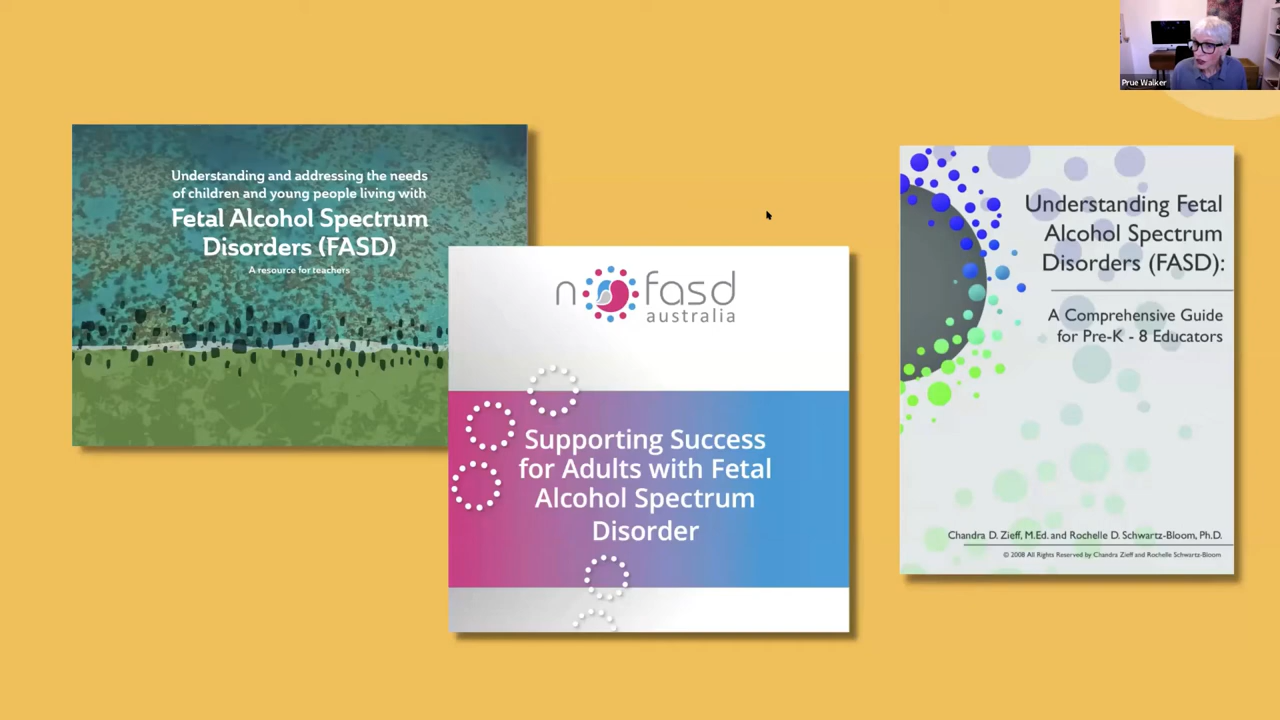 Prue Walker
Understanding and addressing the needs
of children and young people living with
Fetal Alcohol Spectrum
Disorders (FASD)
A resource for teachers
nofasd
australia
Supporting Success
for Adults with Fetal
Alcohol Spectrum
Disorder
Understanding Fetal
Alcohol Spectrum
Disorders (FASD):
A Comprehensive Guide
for Pre-K - 8 Educators
Chandra D. Zieff, M.Ed. and Rochelle D. Schwartz-Bloom, Ph.D.
© 2008 All Rights Reserved by Chandra Zieff and Rochelle Schwartz-Bloom